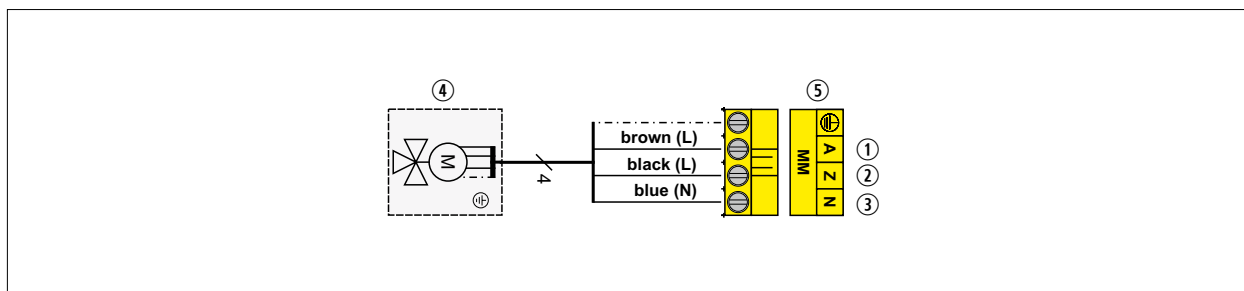 ④ ⑤
brown (L)
black (L)
blue (N)
4
M
MM
A ①
Z ②
N ③